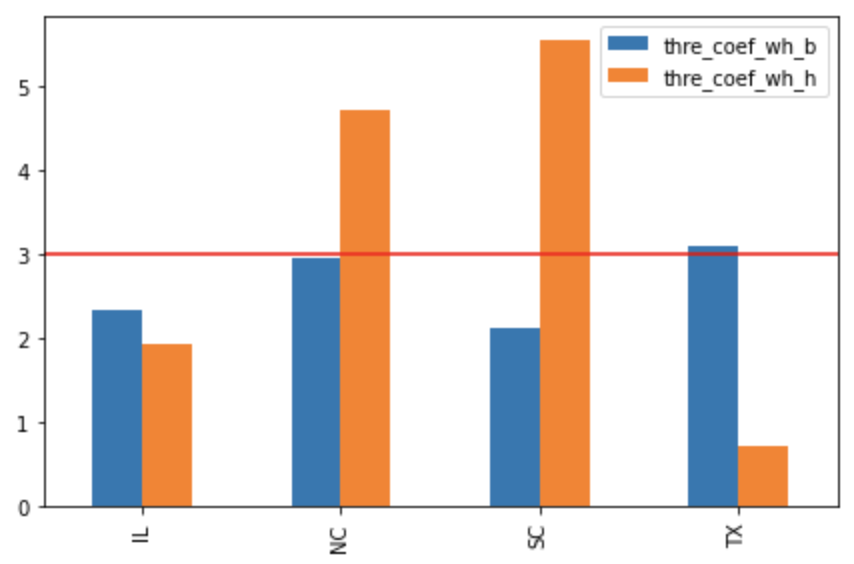 thre_coef_wh_b
thre_coef_wh_h
5
4
3
2
1
0
IL
NC
SC
TX